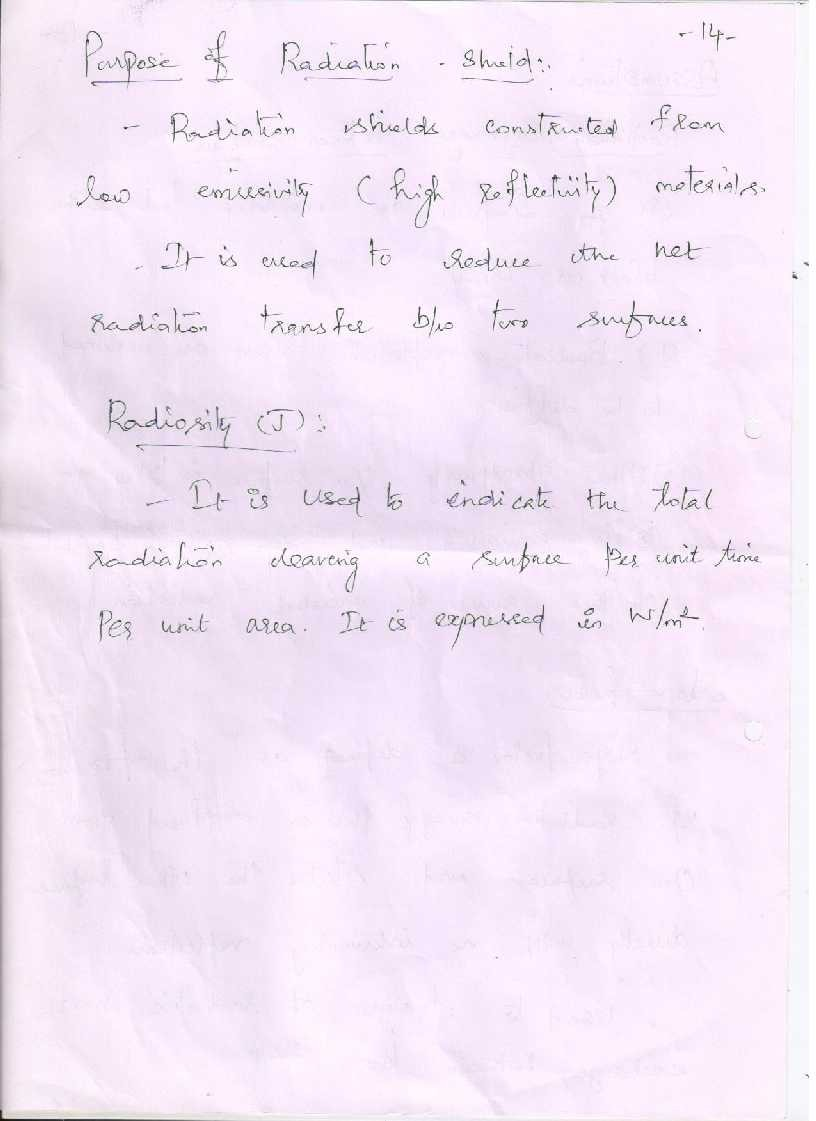 -14-
Purpose of Radiation - Shield:.
- Radiation shields constructed from
low emissivity (high reflectivity) materials.
. It is used to reduce the net
radiation transfer b/w two surfaces.
Radiosity (J):
- It is used to indicate the total
radiation leaving a surface Per unit time
Per unit area. It is expressed in W/m².